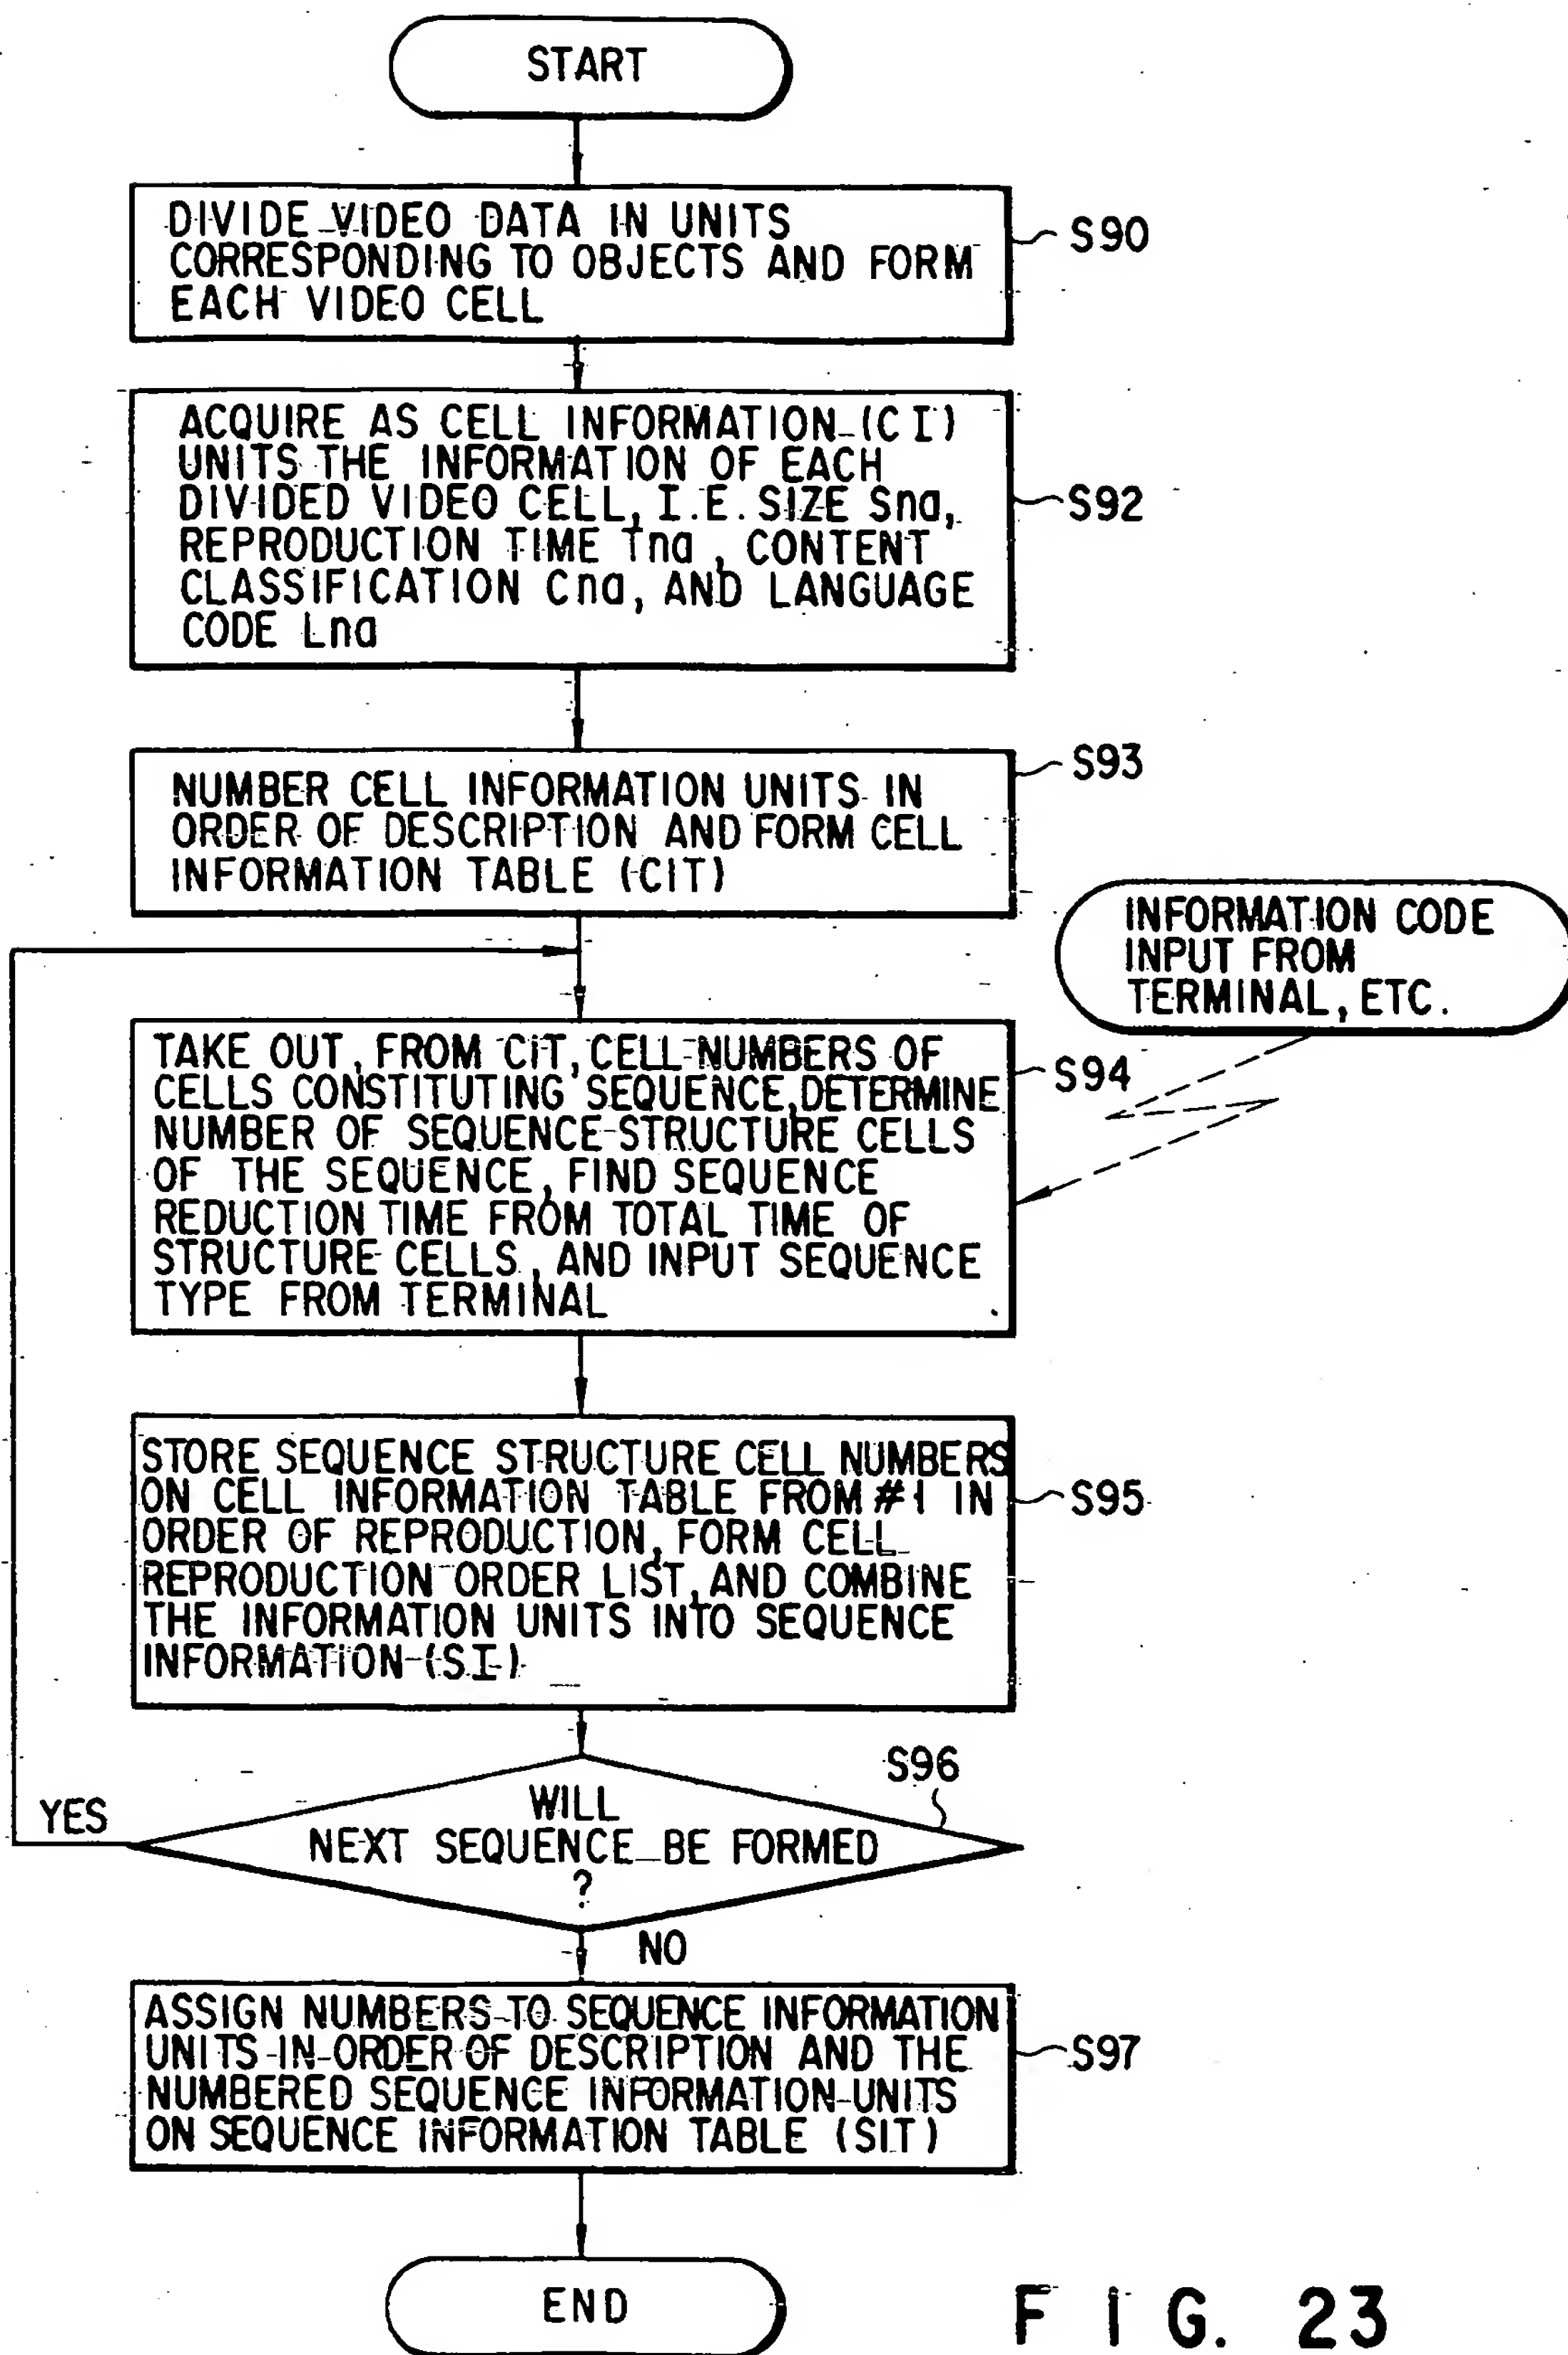 START
DIVIDE VIDEO DATA IN UNITS
CORRESPONDING TO OBJECTS AND FORM
EACH VIDEO CELL
S90
ACQUIRE AS CELL INFORMATION (CI)
UNITS THE INFORMATION OF EACH
DIVIDED VIDEO CELL, I.E. SIZE Sna,
REPRODUCTION TIME Tna, CONTENT
CLASSIFICATION Cna, AND LANGUAGE
CODE Lna
S92
NUMBER CELL INFORMATION UNITS IN
ORDER OF DESCRIPTION AND FORM CELL
INFORMATION TABLE (CIT)
S93
INFORMATION CODE
INPUT FROM
TERMINAL, ETC.
TAKE OUT, FROM CIT, CELL NUMBERS OF
CELLS CONSTITUTING SEQUENCE, DETERMINE
NUMBER OF SEQUENCE STRUCTURE CELLS
OF THE SEQUENCE, FIND SEQUENCE
REDUCTION TIME FROM TOTAL TIME OF
STRUCTURE CELLS, AND INPUT SEQUENCE
TYPE FROM TERMINAL
S94
STORE SEQUENCE STRUCTURE CELL NUMBERS
ON CELL INFORMATION TABLE FROM #1 IN
ORDER OF REPRODUCTION, FORM CELL
REPRODUCTION ORDER LIST, AND COMBINE
THE INFORMATION UNITS INTO SEQUENCE
INFORMATION (SI)
S95
S96
WILL
NEXT SEQUENCE BE FORMED
?
YES
NO
ASSIGN NUMBERS TO SEQUENCE INFORMATION
UNITS IN ORDER OF DESCRIPTION AND THE
NUMBERED SEQUENCE INFORMATION UNITS
ON SEQUENCE INFORMATION TABLE (SIT)
S97
END
FIG. 23